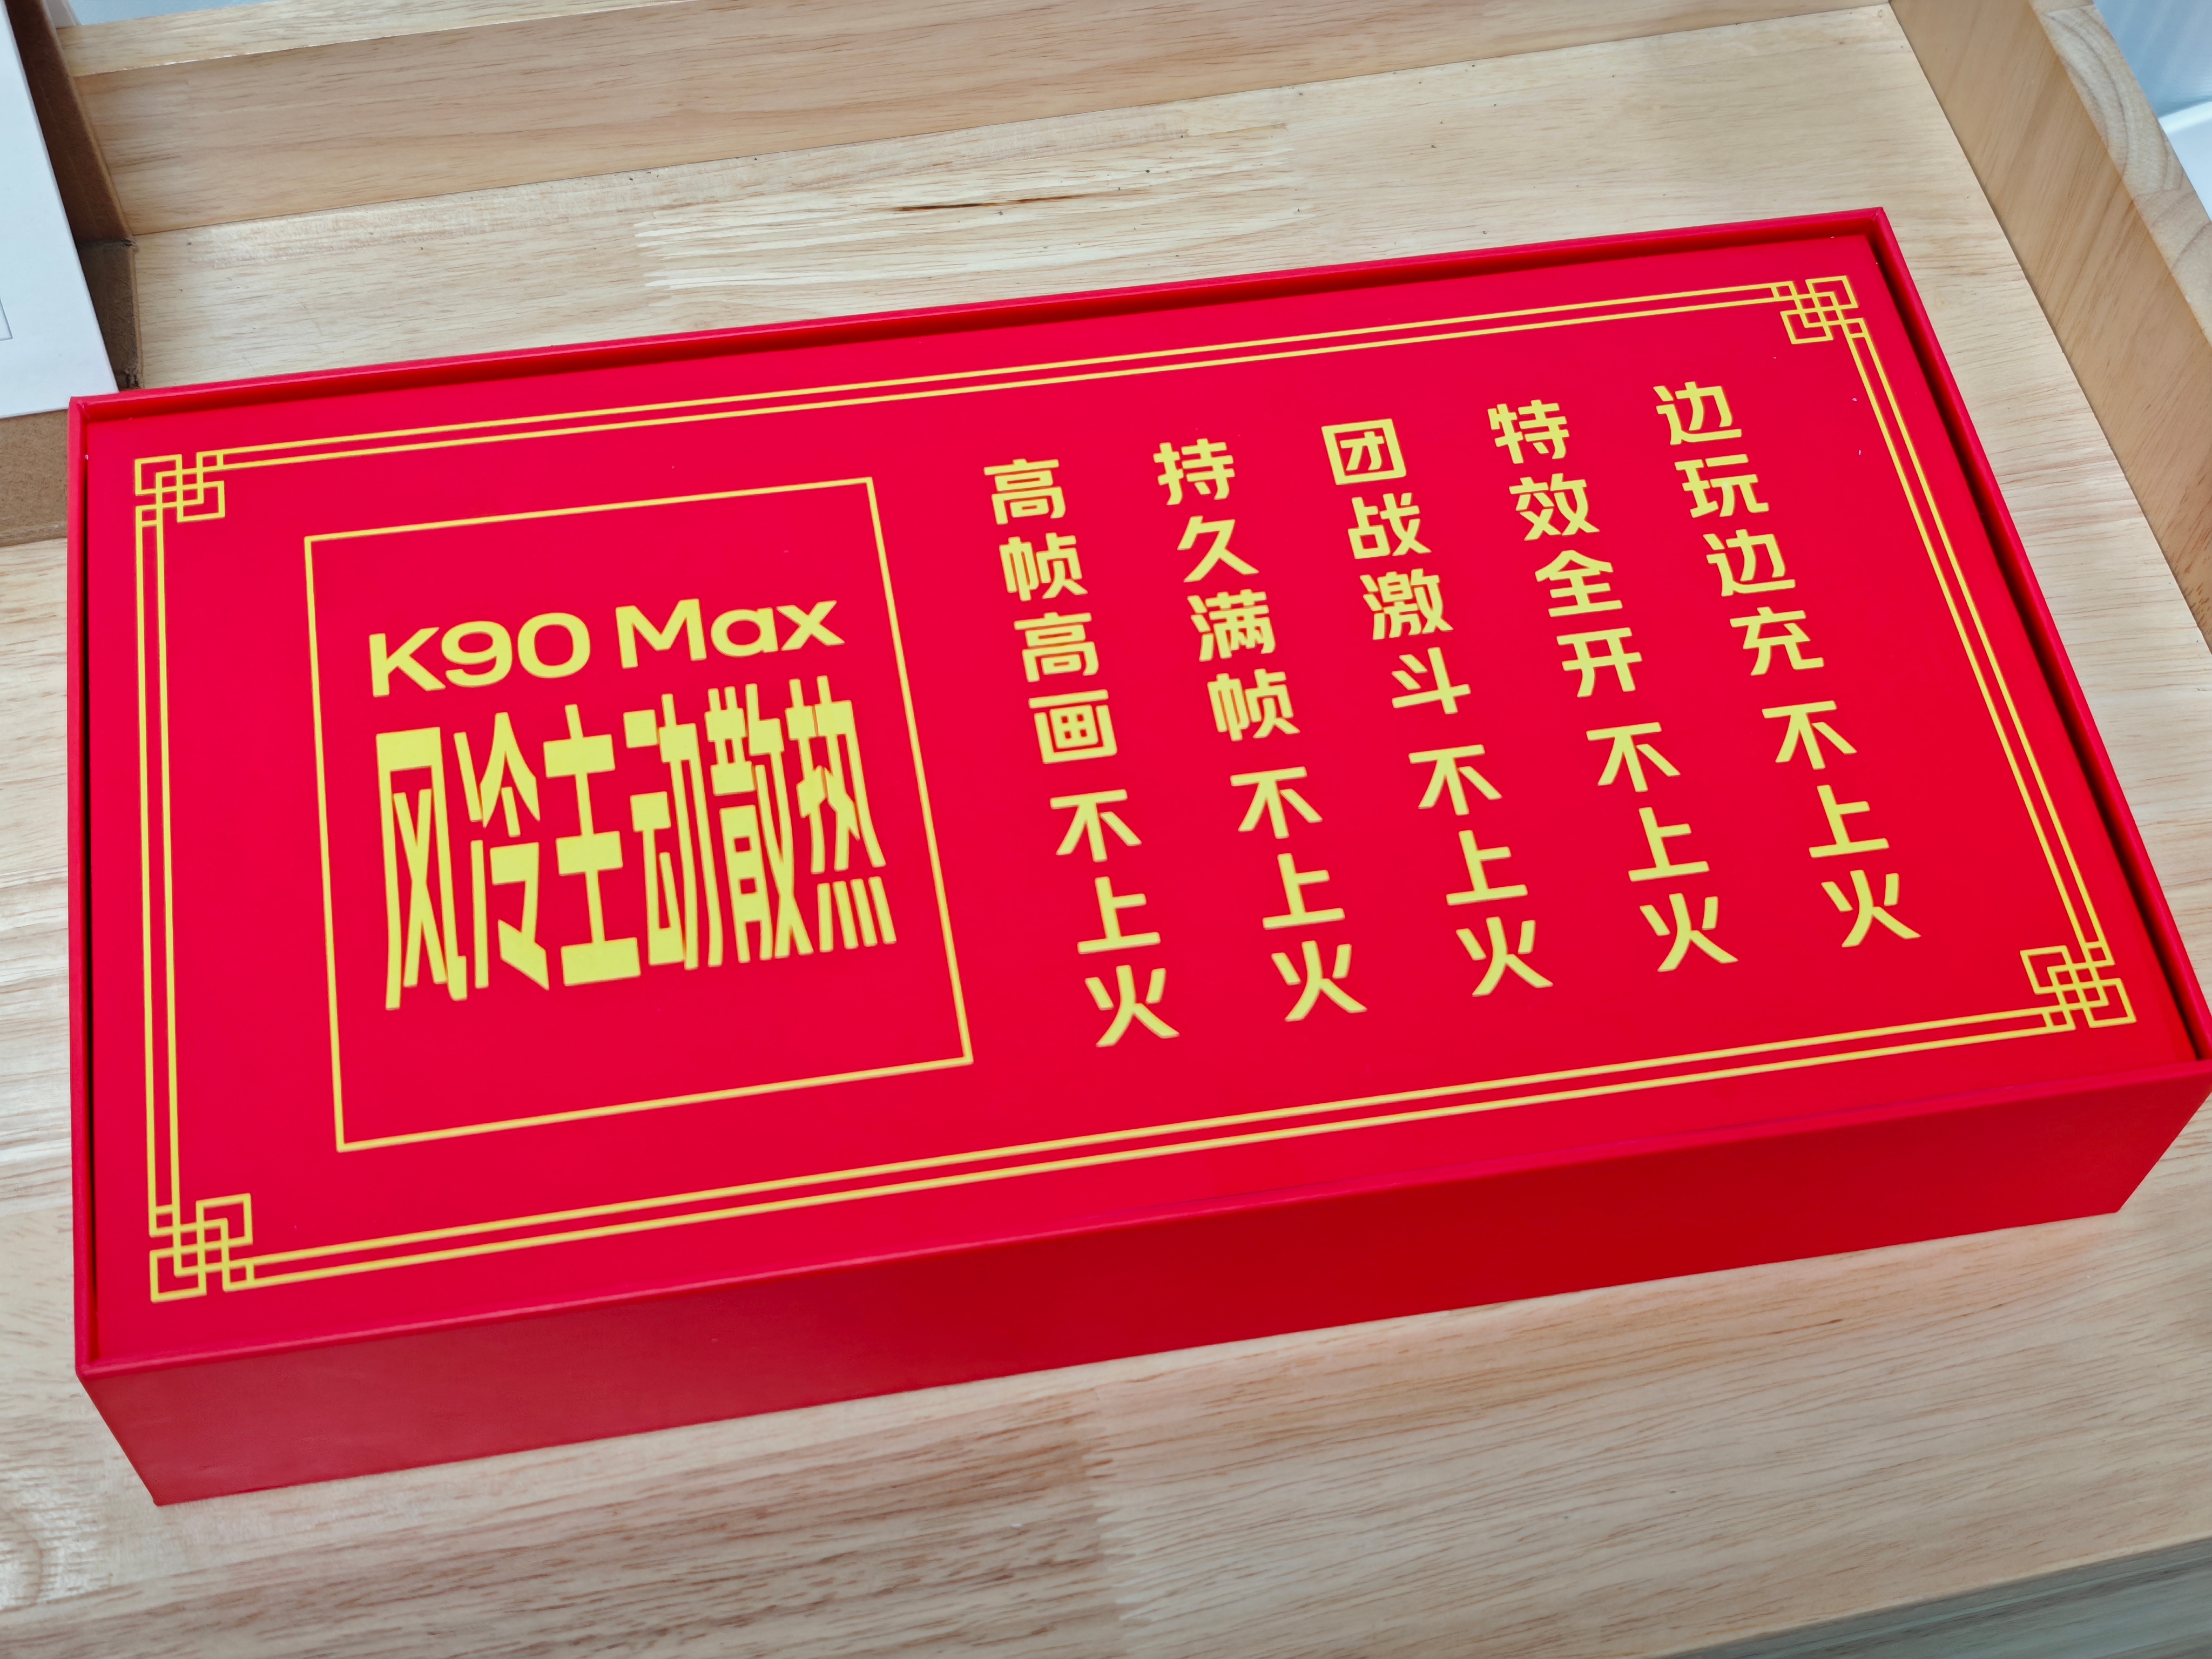 K90 Max
风冷主动散热
高帧高画 不上火
持久满帧 不上火
团战激斗 不上火
特效全开 不上火
边玩边充 不上火